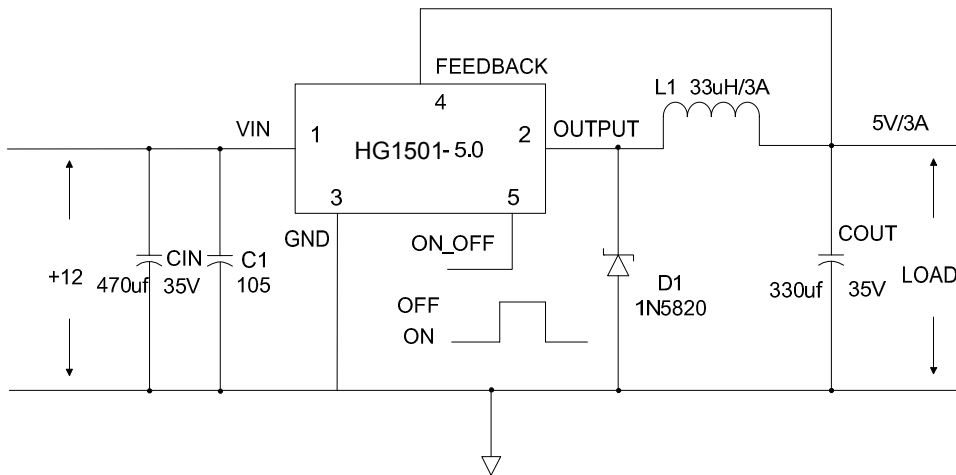 FEEDBACK
L1 33uH/3A
4
VIN
1
2
OUTPUT
5V/3A
HG1501-5.0
3
5
GND
ON_OFF
COUT
+12
CIN
C1
470uf 35V
105
D1
1N5820
330uf 35V
LOAD
OFF
ON